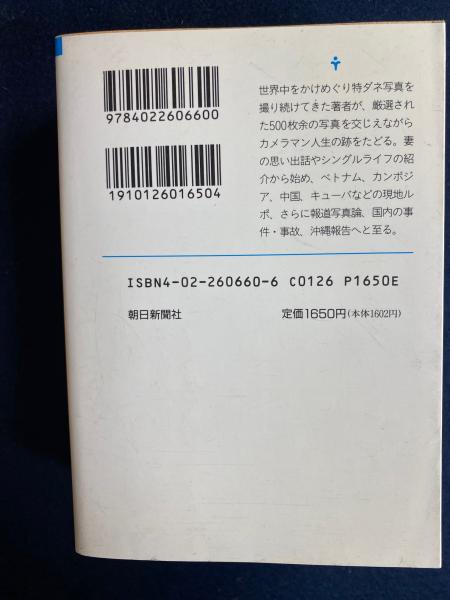 9784022606600
1910126016504
世界中をかけめぐり特ダネ写真を
撮り続けてきた著者が、厳選され
た500枚余の写真を交じえながら
カメラマン人生の跡をたどる。妻
の思い出話やシングルライフの紹
介から始め、ベトナム、カンボジ
ア、中国、キューバなどの現地ル
ポ、さらに報道写真論、国内の事
件・事故、沖縄報告へと至る。
ISBN4-02-260660-6 C0126 P1650E
朝日新聞社
定価1650円(本体1602円)